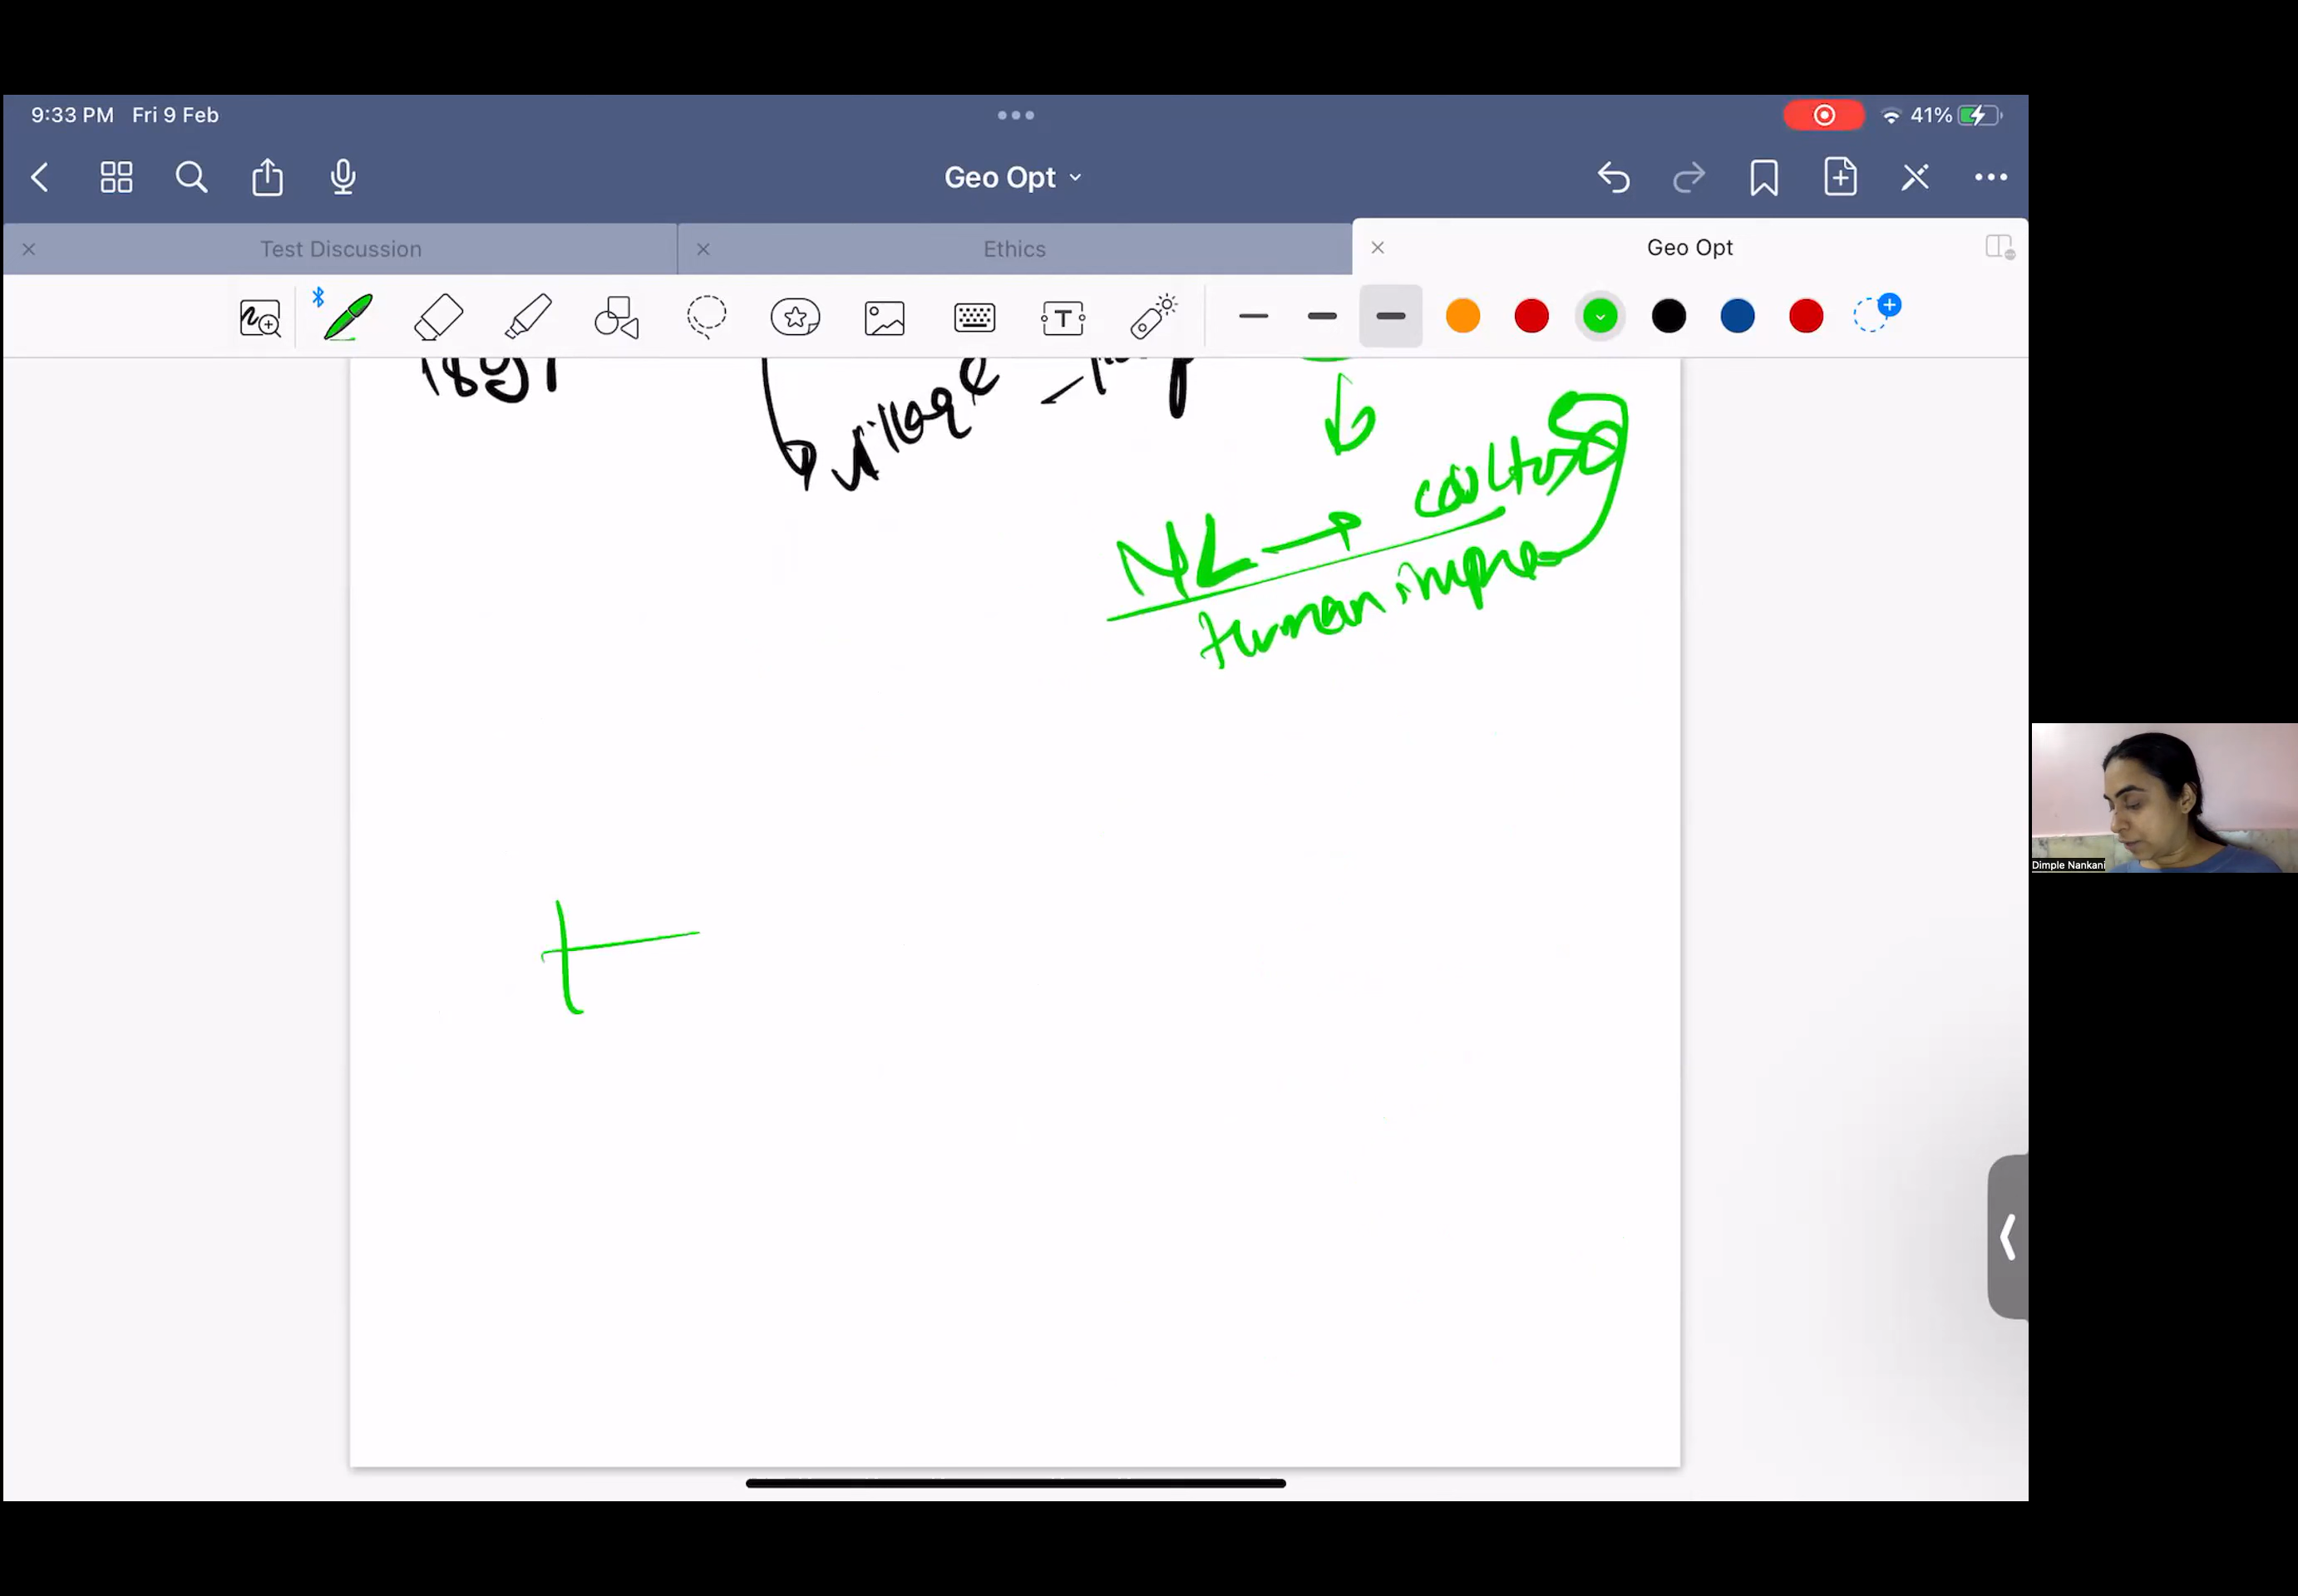 9:33 PM Fri 9 Feb
41%
Geo Opt
Test Discussion
Ethics
Geo Opt
T
village
NL → culture
Human
Dimple Nankani